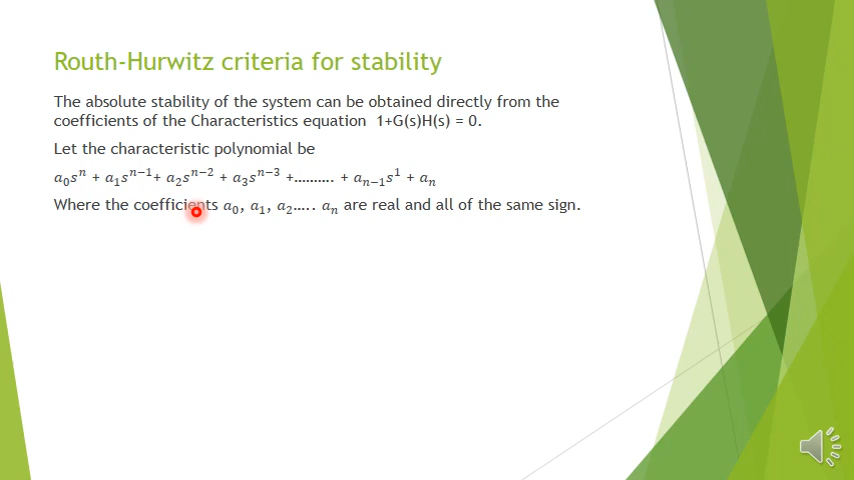 Routh-Hurwitz criteria for stability
The absolute stability of the system can be obtained directly from the
coefficients of the Characteristics equation 1+G(s)H(s) = 0.
Let the characteristic polynomial be
a₀sⁿ + a₁sⁿ⁻¹+ a₂sⁿ⁻² + a₃sⁿ⁻³ +.......... + aₙ₋₁s¹ + aₙ
Where the coefficients a₀, a₁, a₂..... aₙ are real and all of the same sign.